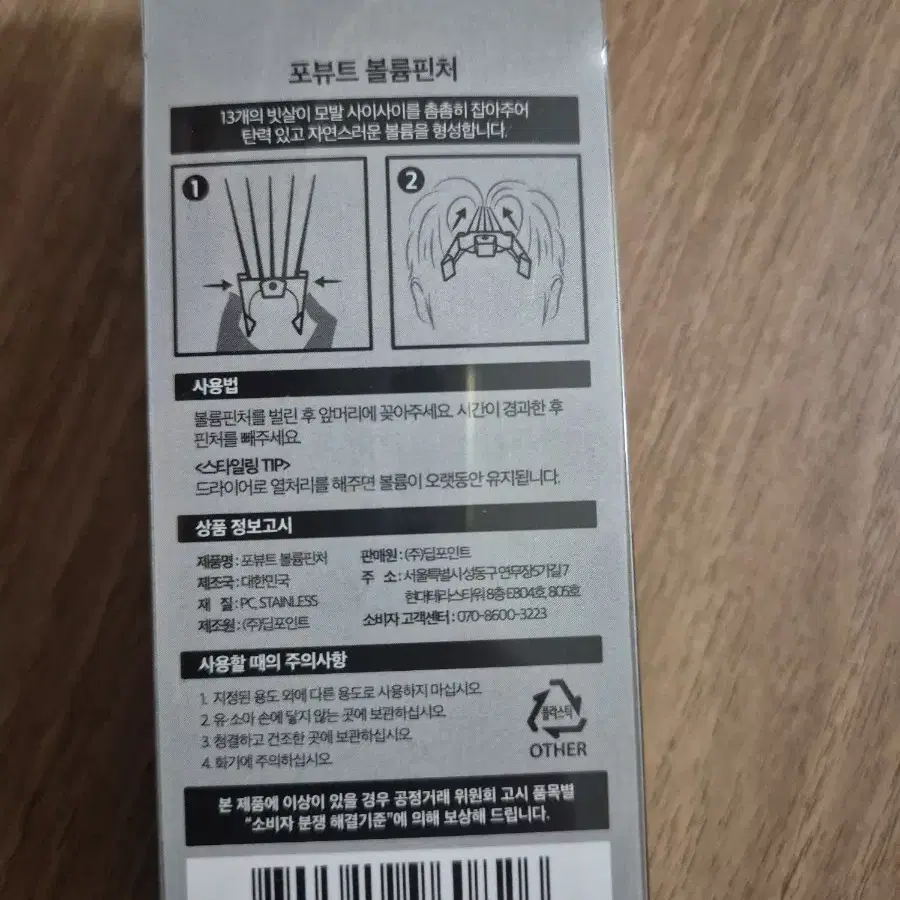 포뷰트 볼륨핀처
13개의 빗살이 모발 사이사이를 촘촘히 잡아주어
탄력 있고 자연스러운 볼륨을 형성합니다.
1
2
사용법
볼륨핀처를 벌린 후 앞머리에 꽂아주세요. 시간이 경과한 후
핀처를 빼주세요.
<스타일링 TIP>
드라이어로 열처리를 해주면 볼륨이 오랫동안 유지됩니다.
상품 정보고시
제품명 : 포뷰트 볼륨핀처
제조국 : 대한민국
재 질 : PC, STAINLESS
제조원 : (주)딥포인트
판매원 : (주)딥포인트
주 소 : 서울특별시 성동구 연무장5가길 7
현대테라스타워 8층 E804호, 805호
소비자 고객센터 : 070-8600-3223
사용할 때의 주의사항
1. 지정된 용도 외에 다른 용도로 사용하지 마십시오.
2. 유·소아 손에 닿지 않는 곳에 보관하십시오.
3. 청결하고 건조한 곳에 보관하십시오.
4. 화기에 주의하십시오.
플라스틱
OTHER
본 제품에 이상이 있을 경우 공정거래 위원회 고시 품목별
"소비자 분쟁 해결기준"에 의해 보상해 드립니다.